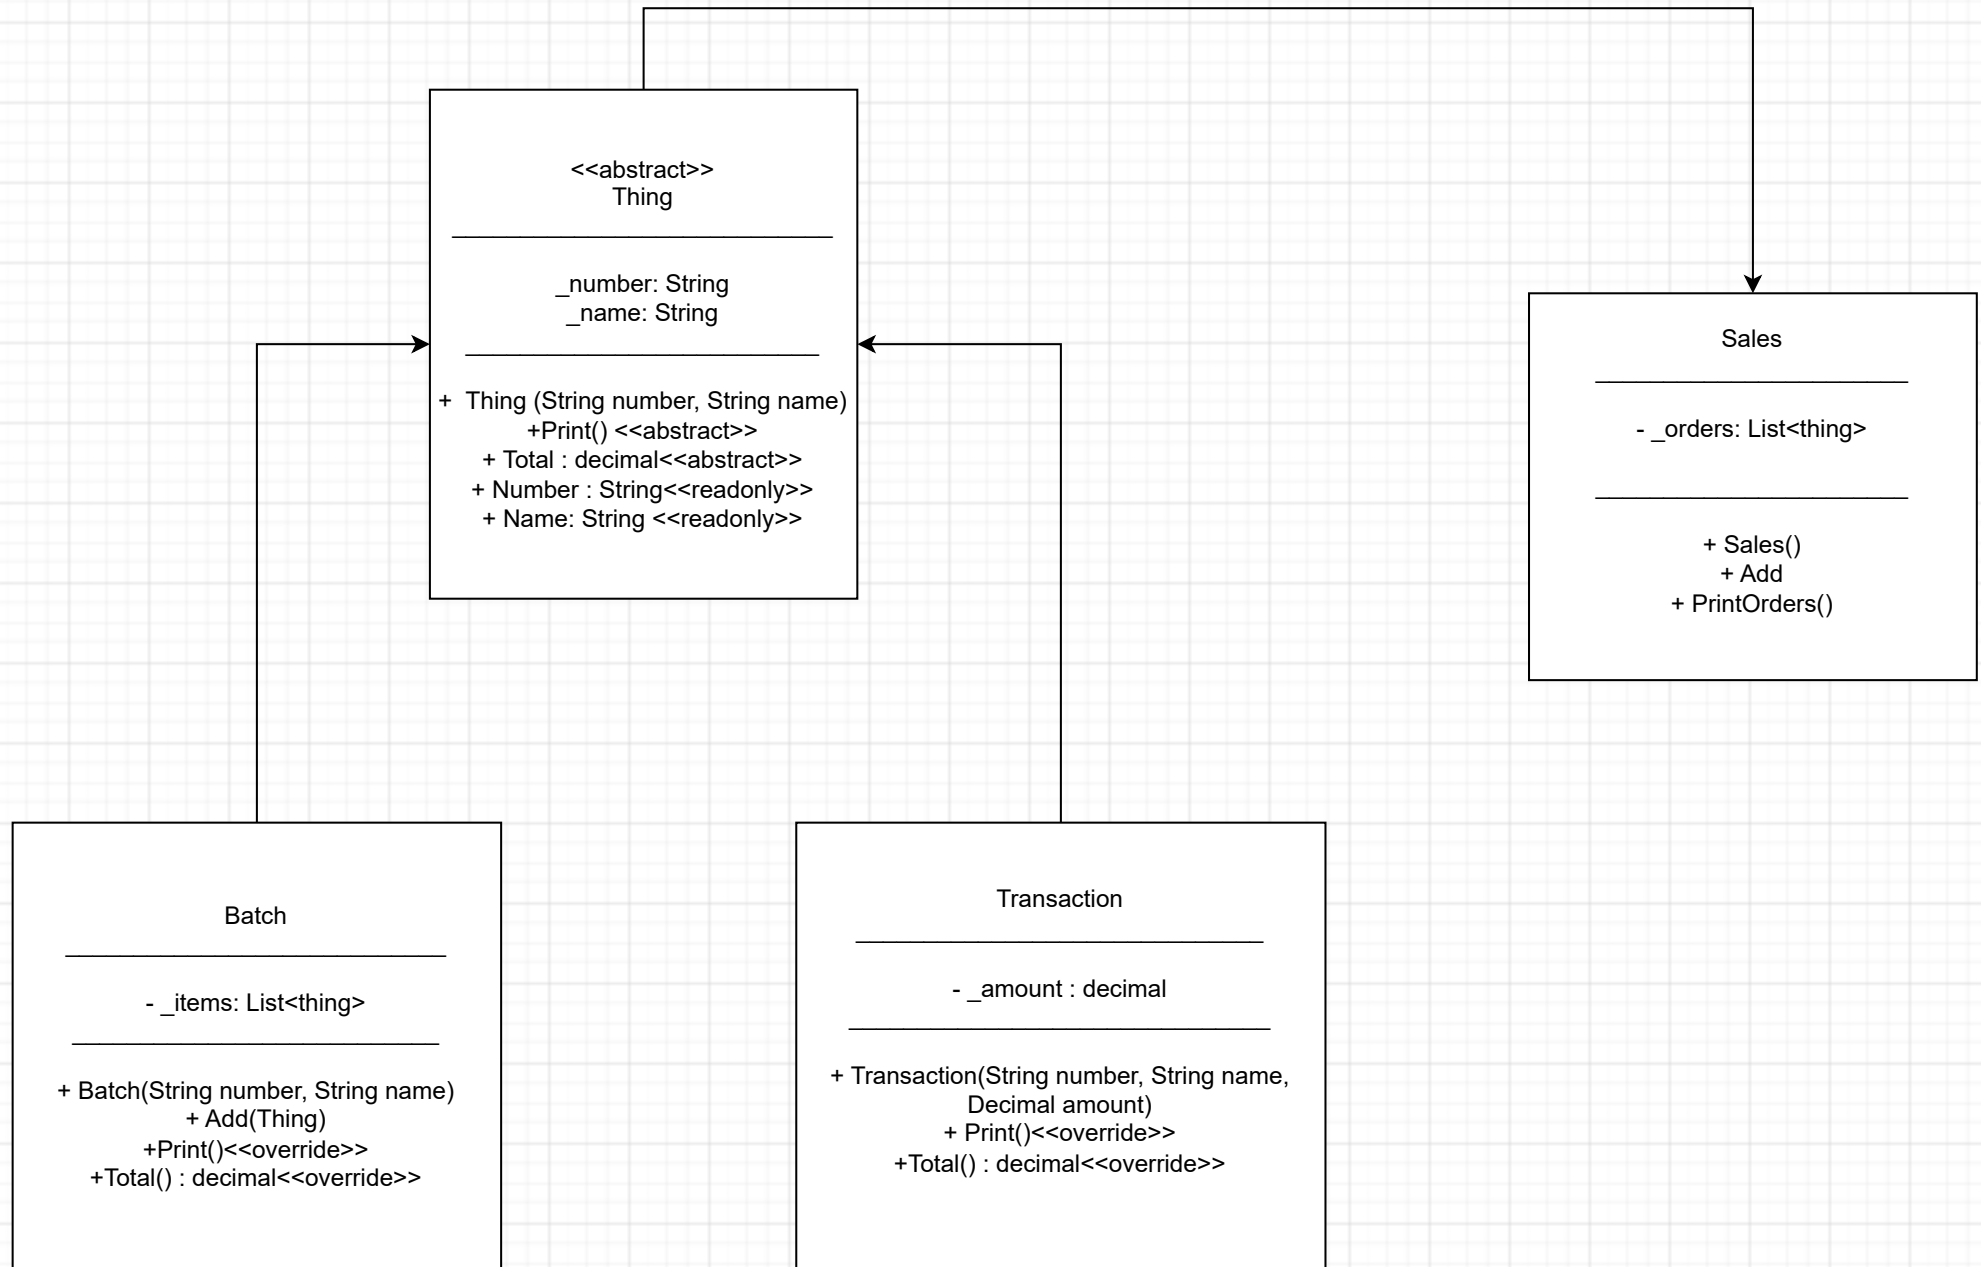 <<abstract>>
Thing
_number: String
_name: String
+  Thing (String number, String name)
+Print() <<abstract>>
+ Total : decimal<<abstract>>
+ Number : String<<readonly>>
+ Name: String <<readonly>>
Sales
- _orders: List<thing>
+ Sales()
+ Add
+ PrintOrders()
Batch
- _items: List<thing>
+ Batch(String number, String name)
+ Add(Thing)
+Print()<<override>>
+Total() : decimal<<override>>
Transaction
- _amount : decimal
+ Transaction(String number, String name,
Decimal amount)
+ Print()<<override>>
+Total() : decimal<<override>>